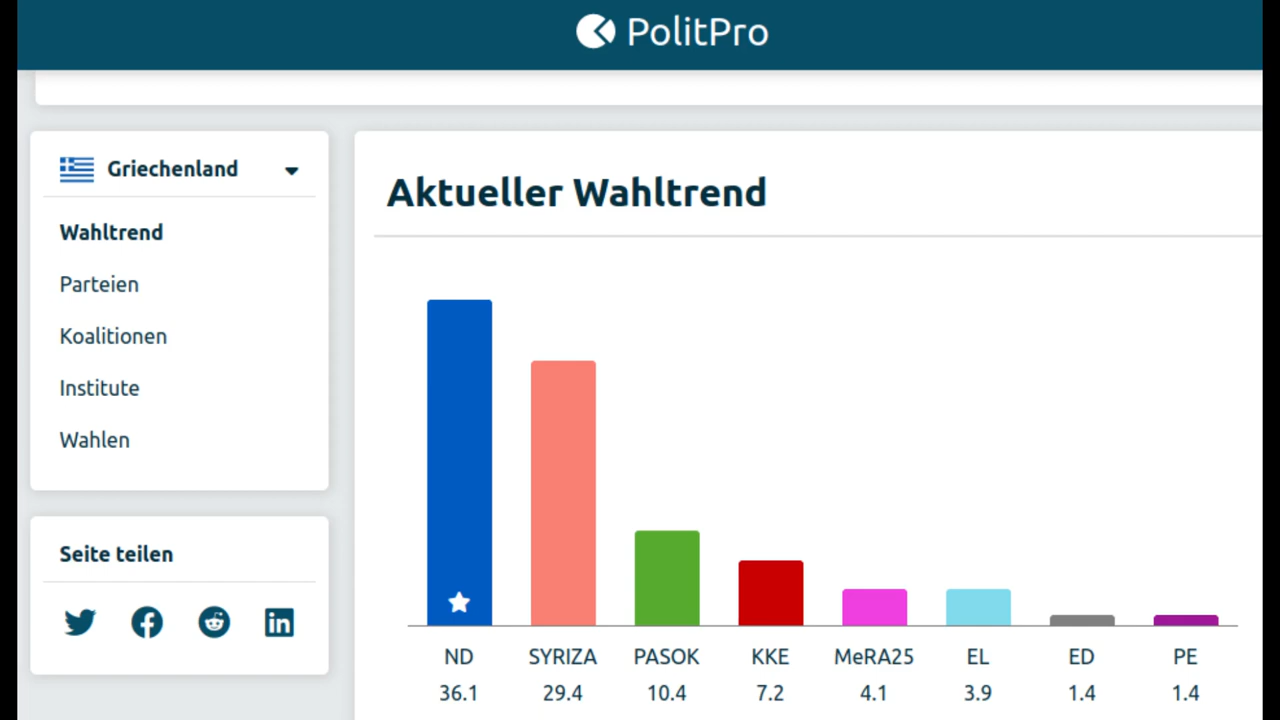 PolitPro
Griechenland
Wahltrend
Parteien
Koalitionen
Institute
Wahlen
Seite teilen
Aktueller Wahltrend
ND SYRIZA PASOK KKE MeRA25 EL ED PE
36.1 29.4 10.4 7.2 4.1 3.9 1.4 1.4